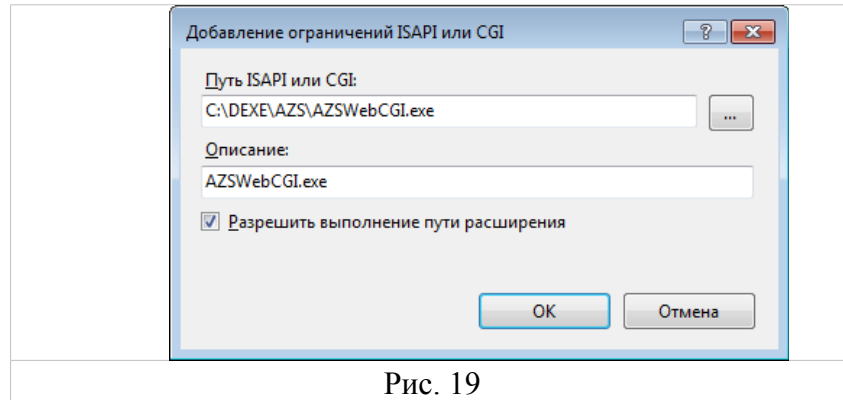 Добавление ограничений ISAPI или CGI
Путь ISAPI или CGI:
C:\DEXE\AZS\AZSWebCGI.exe
...
Описание:
AZSWebCGI.exe
Разрешить выполнение пути расширения
ОК
Отмена
Рис. 19